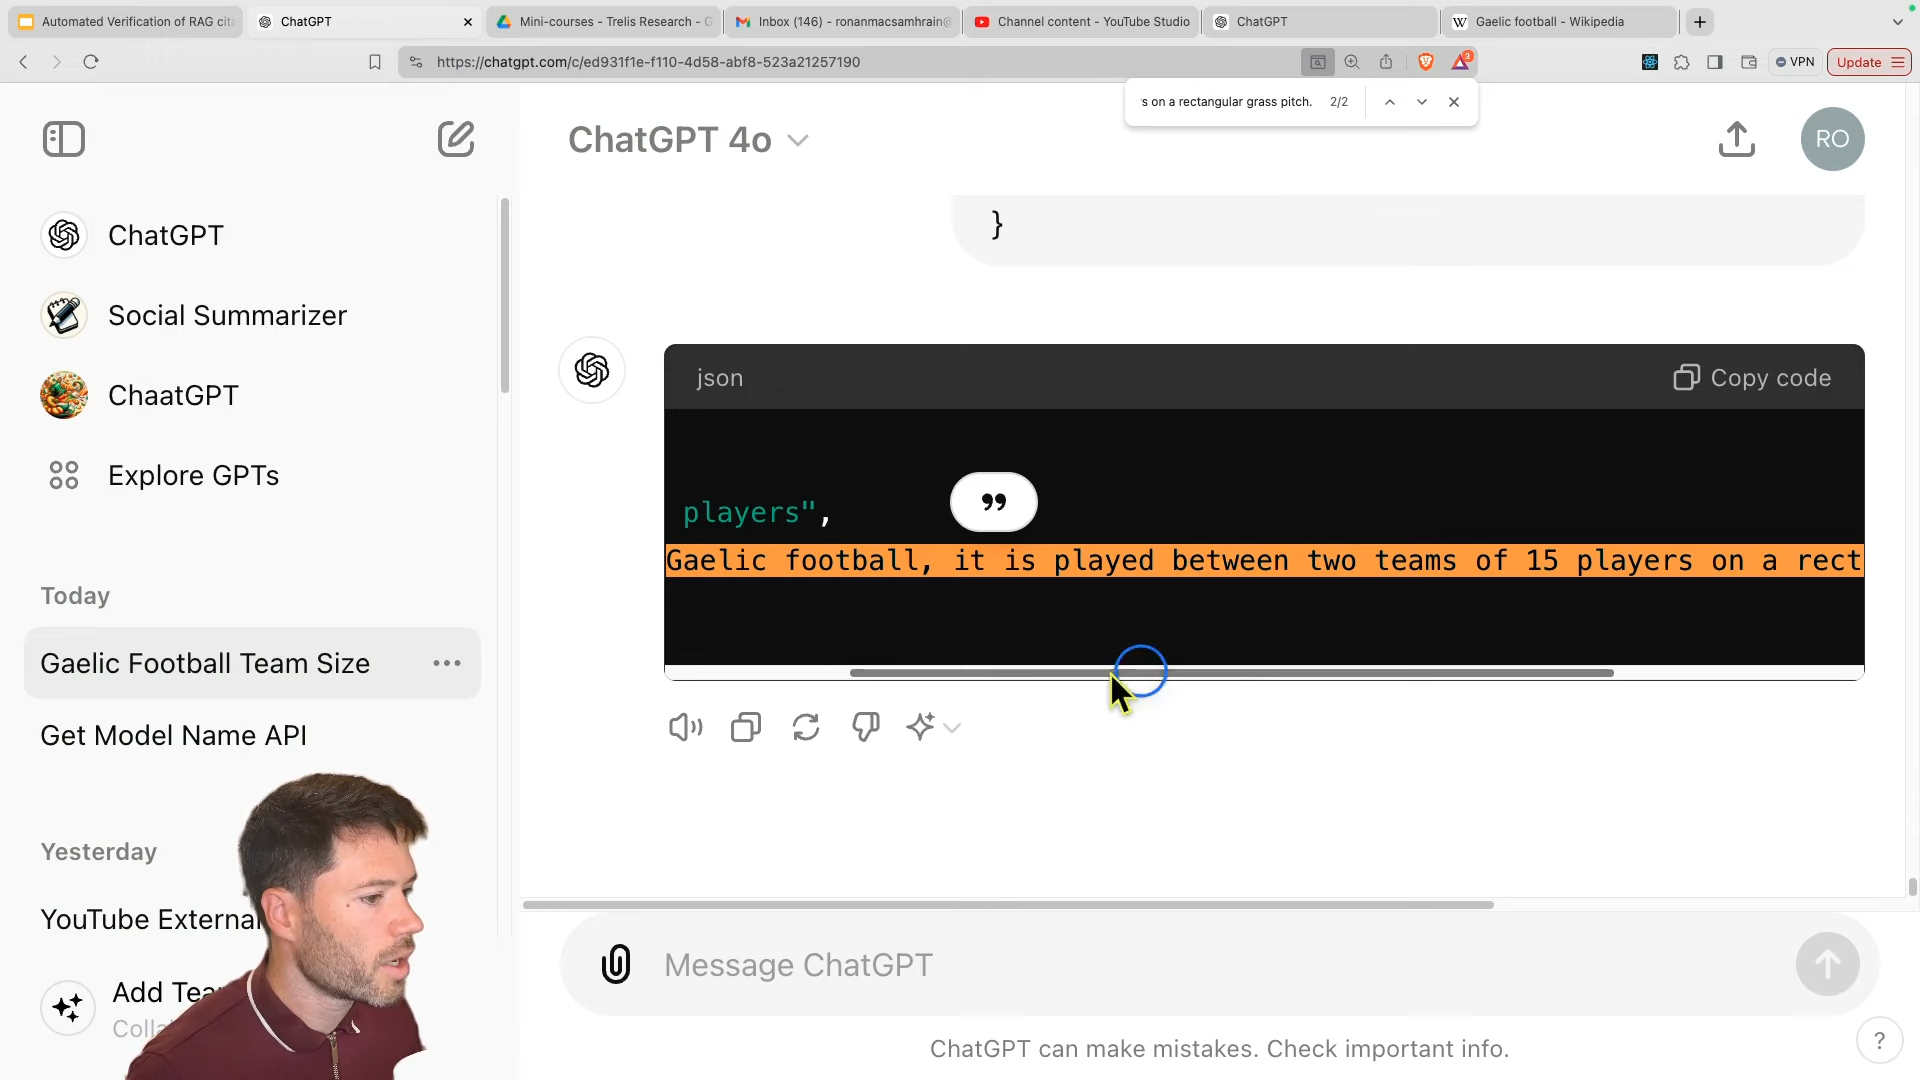 Automated Verification of RAG cit
ChatGPT
Mini-courses - Trelis Research - G
Inbox (146) - ronanmacsamhrain@
Channel content - YouTube Studio
ChatGPT
Gaelic football - Wikipedia
https://chatgpt.com/c/ed931f1e-f110-4d58-abf8-523a21257190
3
VPN
Update
s on a rectangular grass pitch.
2/2
ChatGPT 4o
RO
ChatGPT
Social Summarizer
ChaatGPT
Explore GPTs
Today
Gaelic Football Team Size
Get Model Name API
Yesterday
YouTube External
Add Tea
Colla
}
json
Copy code
players",
Gaelic football, it is played between two teams of 15 players on a rect
Message ChatGPT
ChatGPT can make mistakes. Check important info.
?